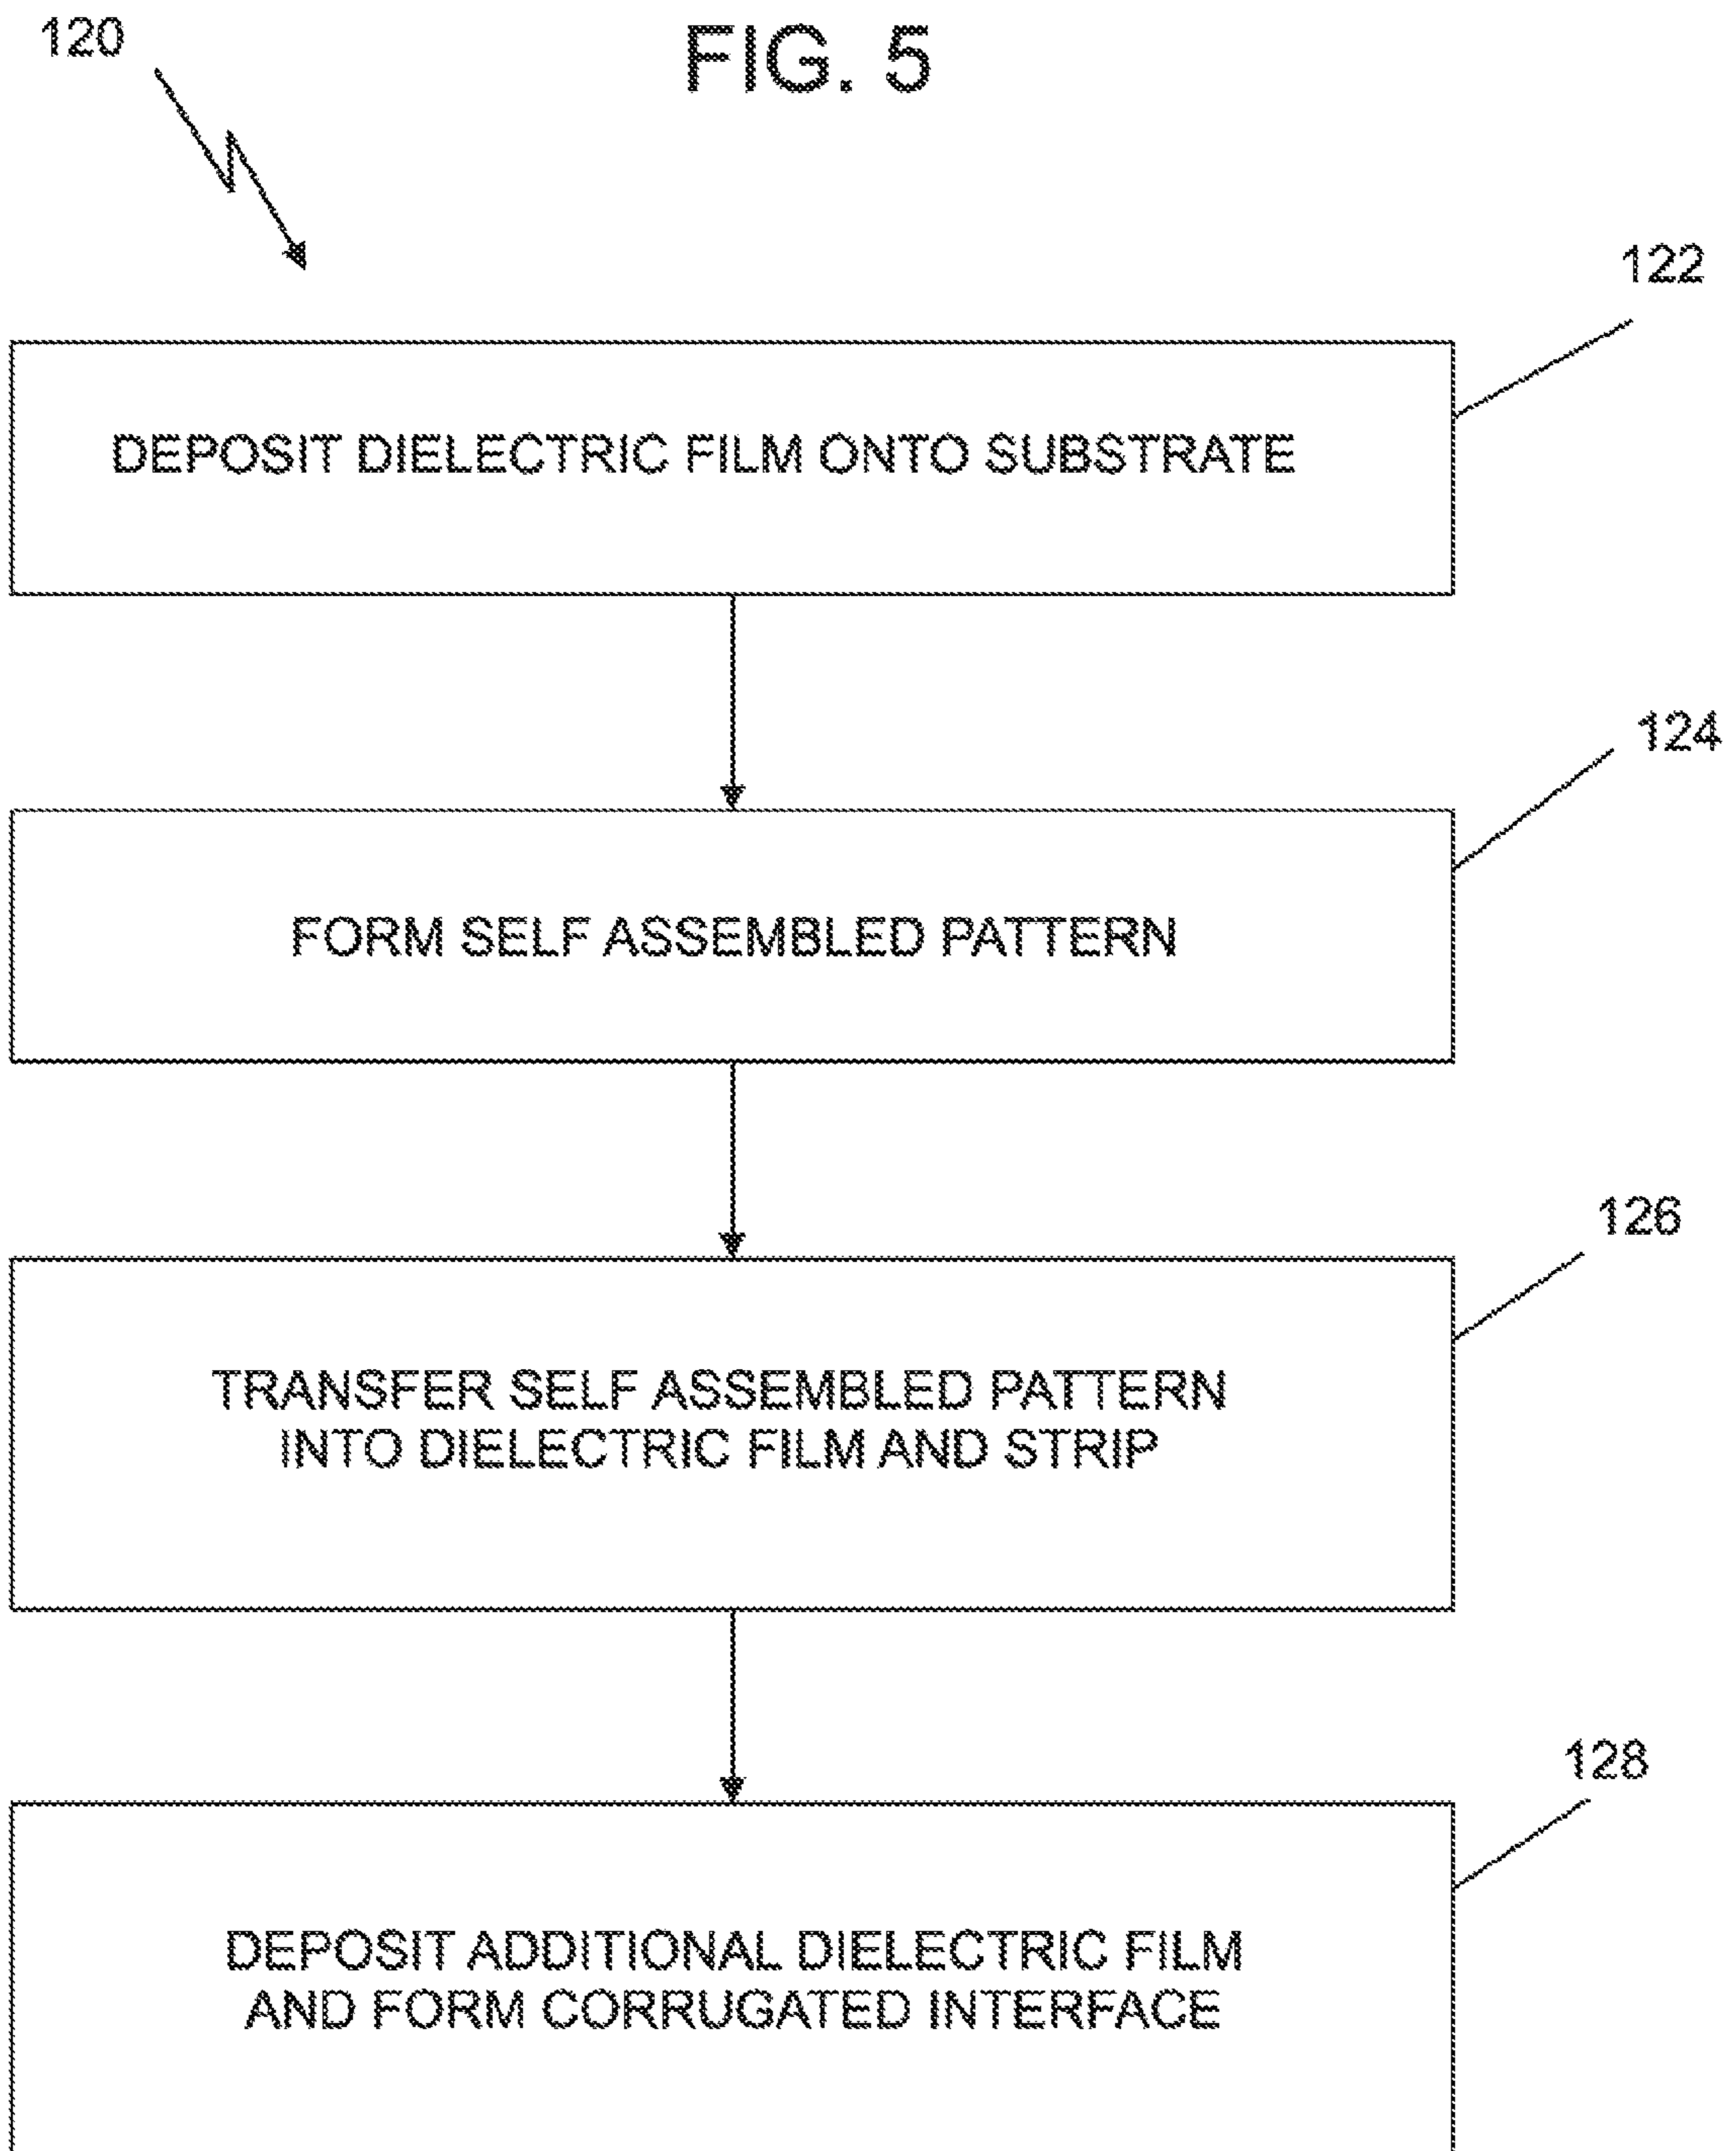 120
FIG. 5
122
DEPOSIT DIELECTRIC FILM ONTO SUBSTRATE
124
FORM SELF ASSEMBLED PATTERN
126
TRANSFER SELF ASSEMBLED PATTERN
INTO DIELECTRIC FILM AND STRIP
128
DEPOSIT ADDITIONAL DIELECTRIC FILM
AND FORM CORRUGATED INTERFACE